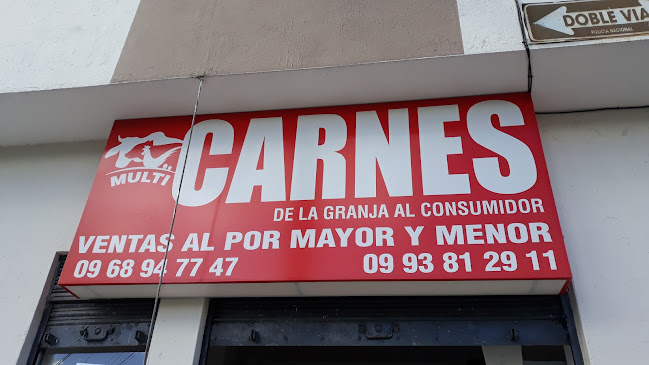 DOBLE VIA
POLICIA NACIONAL
MULTI
CARNES
DE LA GRANJA AL CONSUMIDOR
VENTAS AL POR MAYOR Y MENOR
09 68 94 77 47 09 93 81 29 11